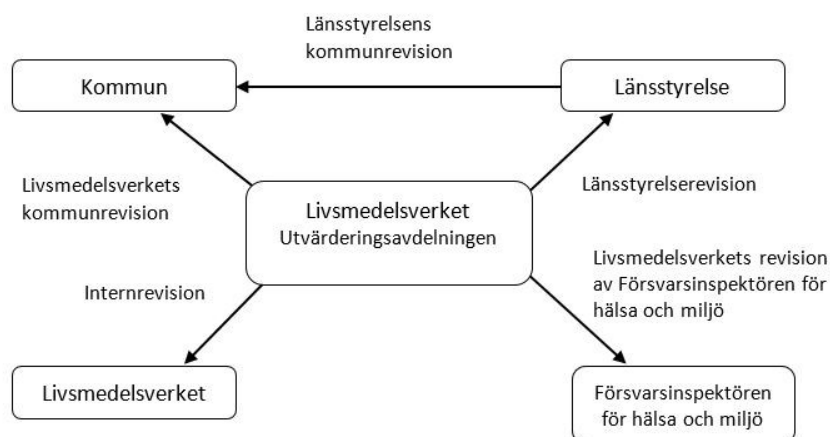 Länsstyrelsens
kommunrevision
Kommun
Länsstyrelse
Livsmedelsverkets
kommunrevision
Livsmedelsverket
Utvärderingsavdelningen
Länsstyrelserevision
Internrevision
Livsmedelsverkets revision
av Försvarsinspektören för
hälsa och miljö
Livsmedelsverket
Försvarsinspektören
för hälsa och miljö